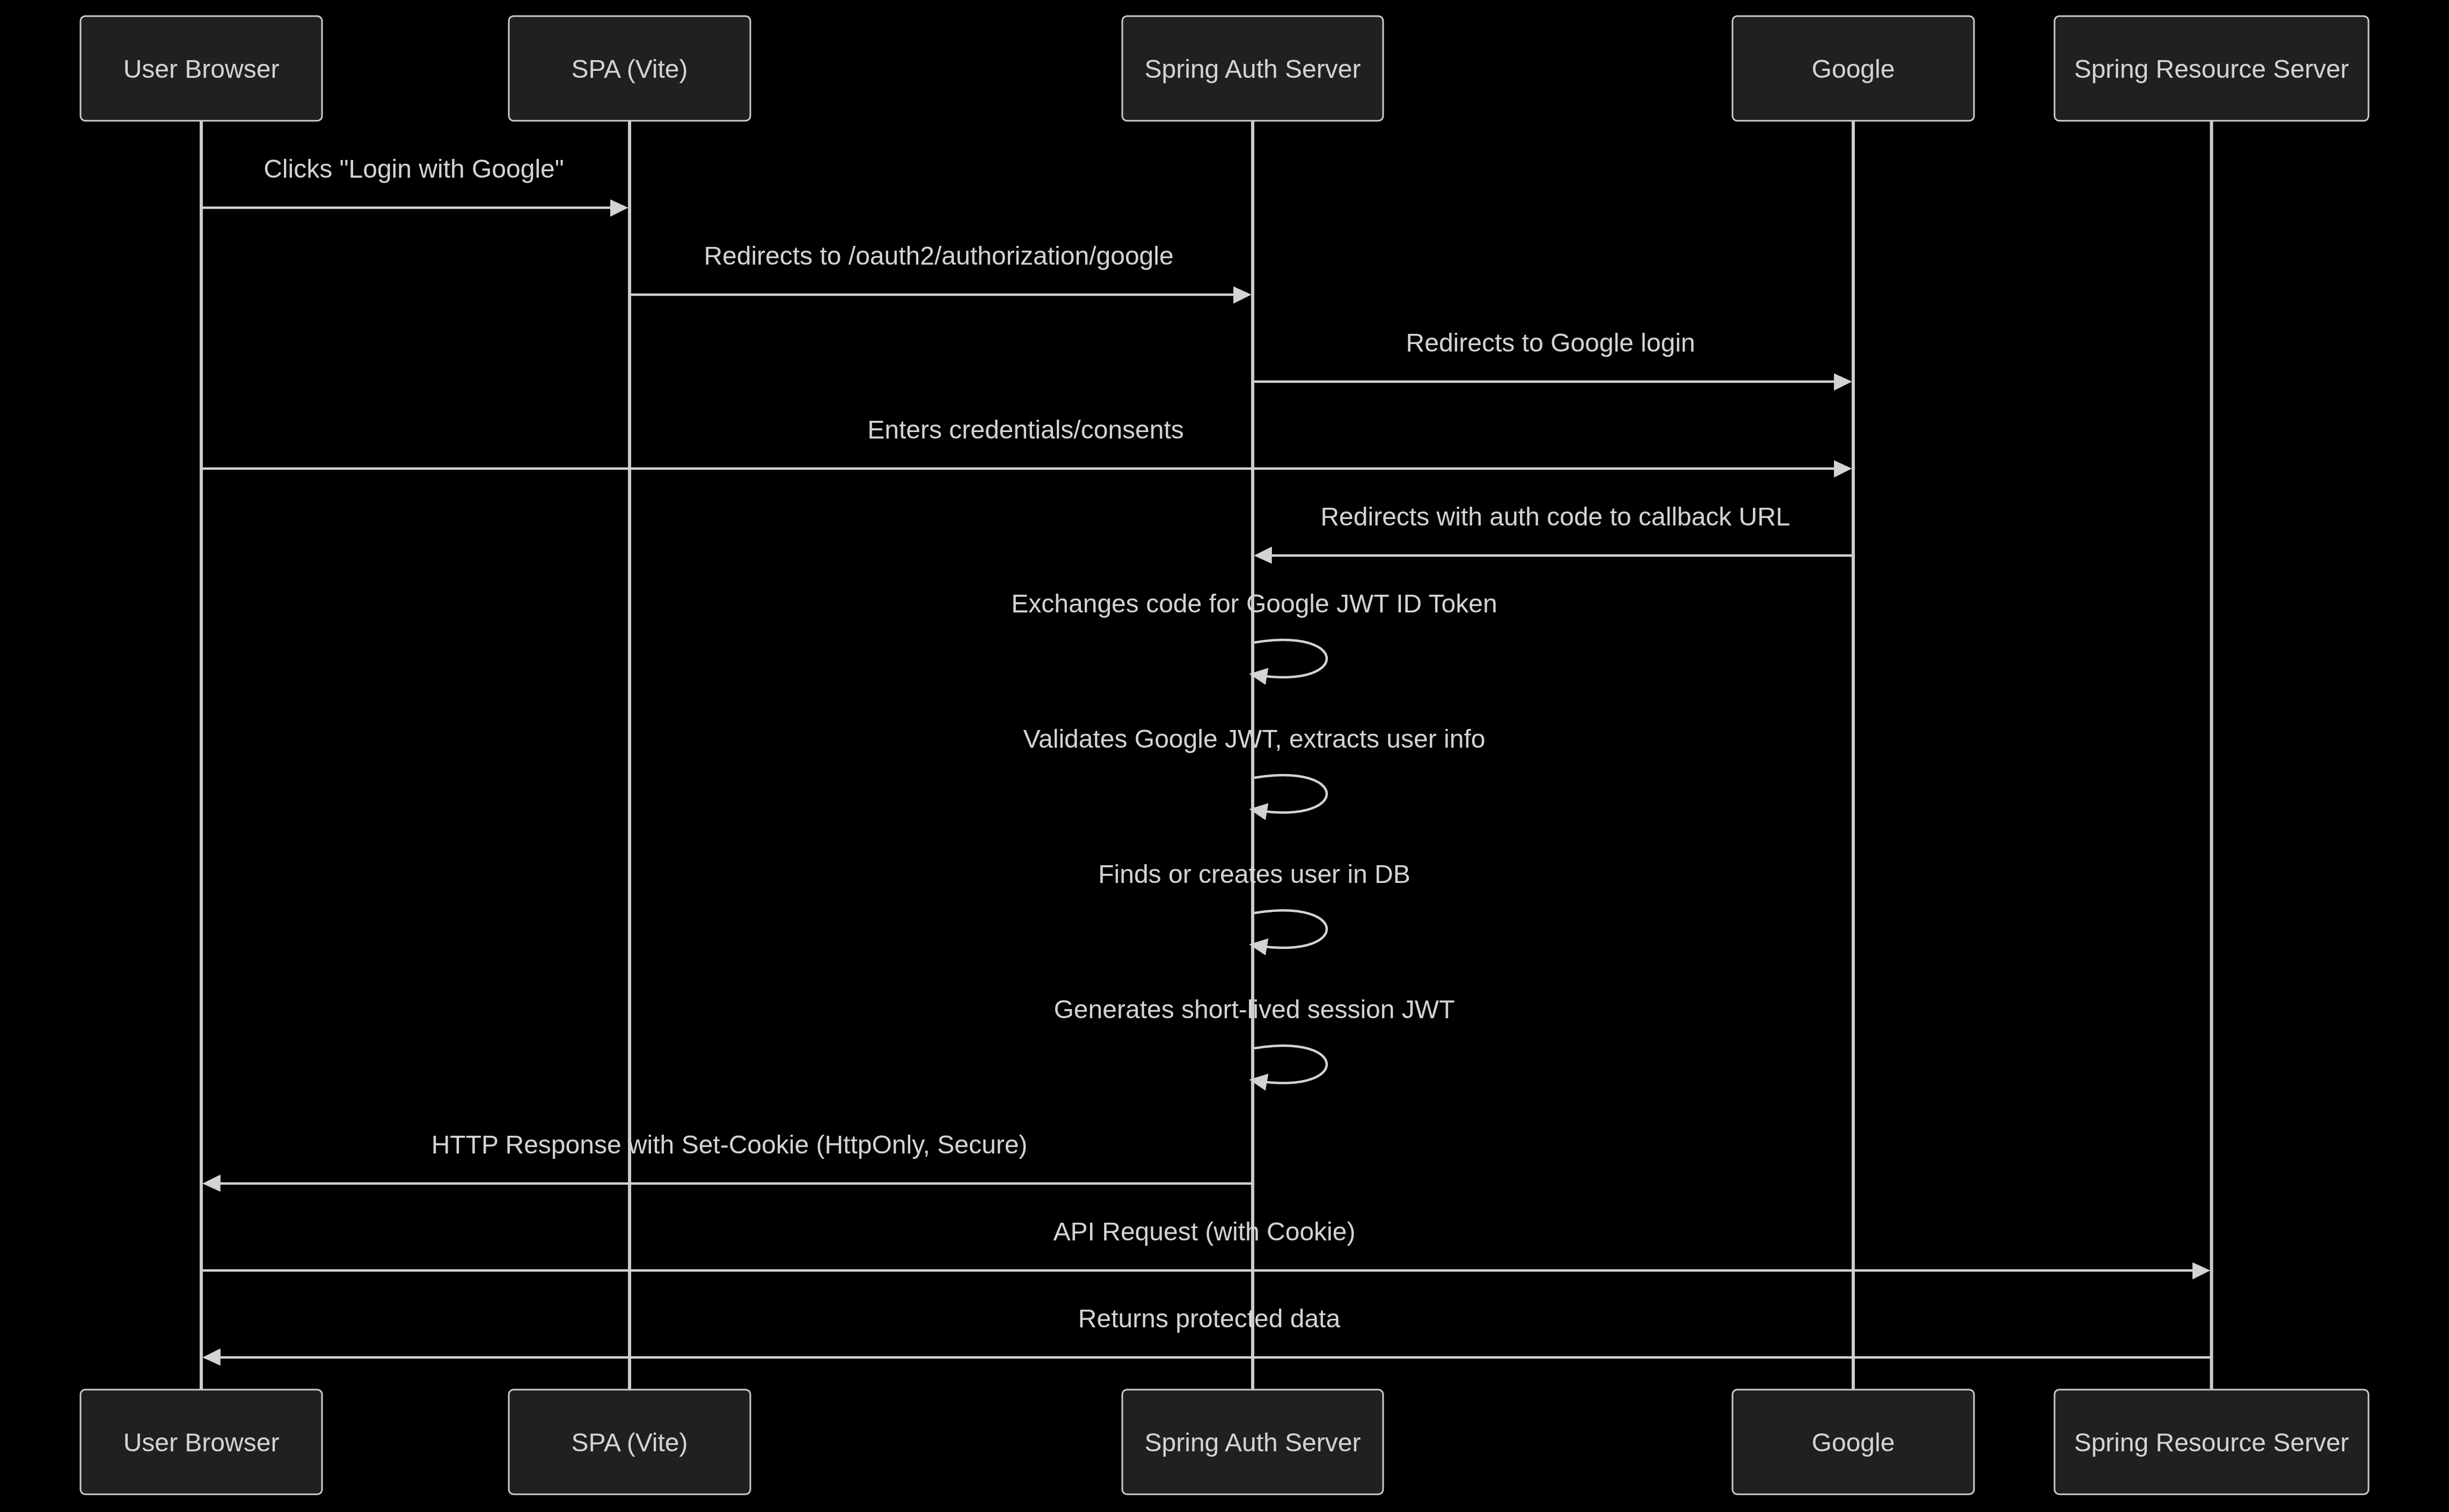 User Browser
SPA (Vite)
Spring Auth Server
Google
Spring Resource Server
Clicks "Login with Google"
Redirects to /oauth2/authorization/google
Redirects to Google login
Enters credentials/consents
Redirects with auth code to callback URL
Exchanges code for Google JWT ID Token
Validates Google JWT, extracts user info
Finds or creates user in DB
Generates short-lived session JWT
HTTP Response with Set-Cookie (HttpOnly, Secure)
API Request (with Cookie)
Returns protected data
User Browser
SPA (Vite)
Spring Auth Server
Google
Spring Resource Server